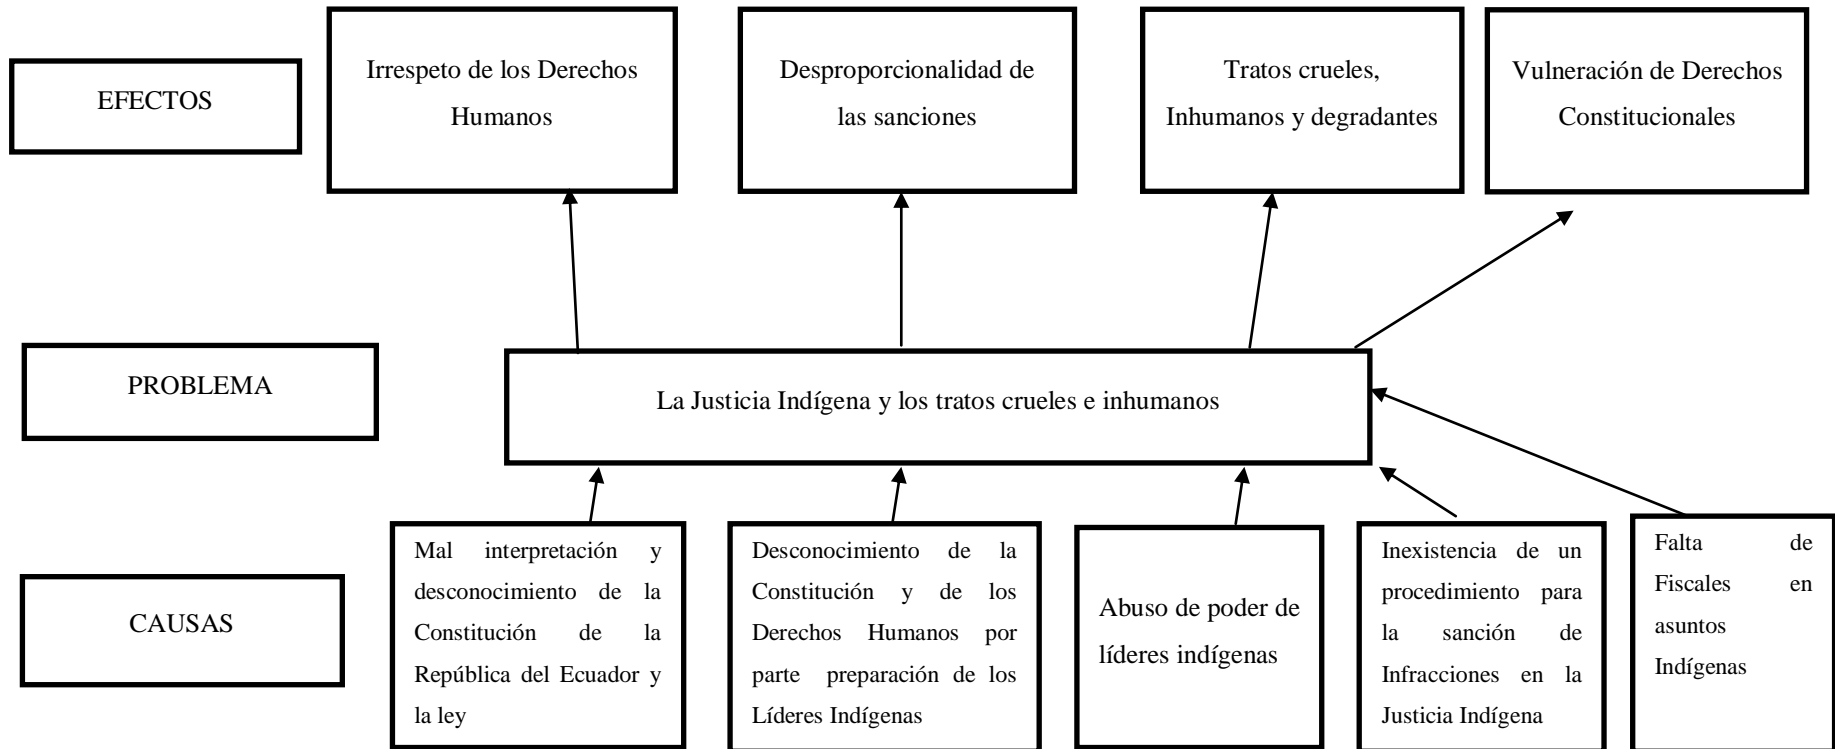 EFECTOS
Irrespeto de los Derechos
Humanos
Desproporcionalidad de
las sanciones
Tratos crueles,
Inhumanos y degradantes
Vulneración de Derechos
Constitucionales
PROBLEMA
La Justicia Indígena y los tratos crueles e inhumanos
CAUSAS
Mal interpretación y
desconocimiento de la
Constitución de la
República del Ecuador y
la ley
Desconocimiento de la
Constitución y de los
Derechos Humanos por
parte preparación de los
Líderes Indígenas
Abuso de poder de
líderes indígenas
Inexistencia de un
procedimiento para
la sanción de
Infracciones en la
Justicia Indígena
Falta de
Fiscales en
asuntos
Indígenas